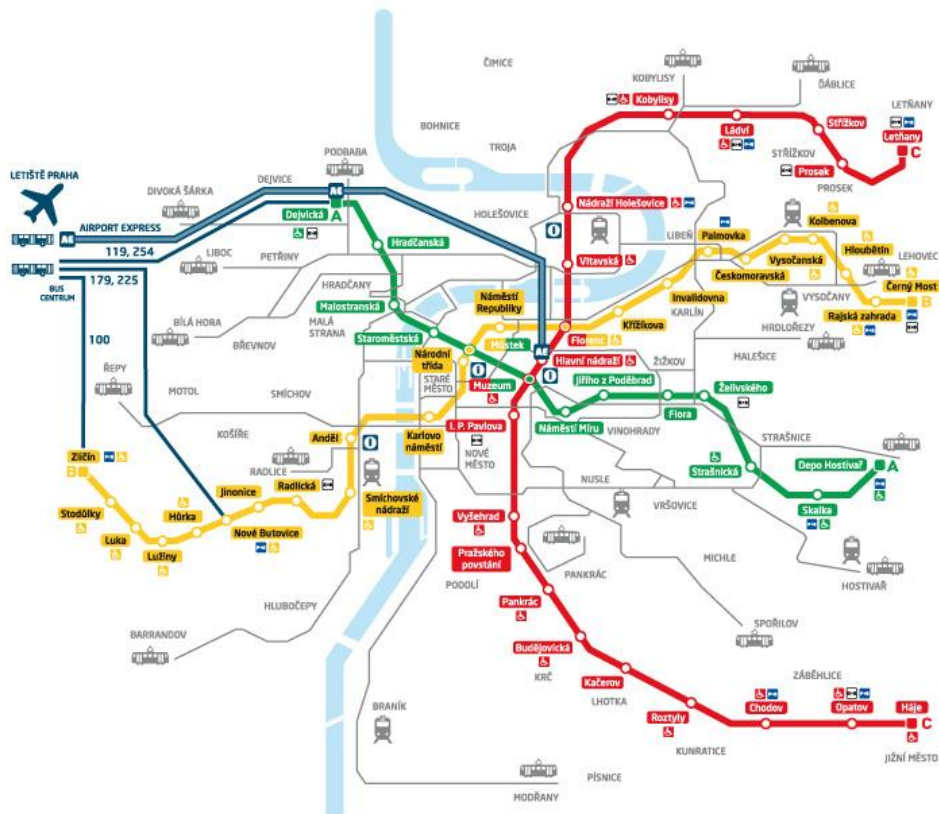 ČIMICE
KOBYLISY
ĎÁBLICE
LETŇANY
Kobylisy
Ládví
Střížkov
Letňany
C
BOHNICE
TROJA
STŘÍŽKOV
Prosek
PROSEK
PODBABA
LETIŠTĚ PRAHA
DEJVICE
DIVOKÁ ŠÁRKA
AE
Dejvická
A
HOLEŠOVICE
Nádraží Holešovice
Palmovka
Kolbenova
AE
AIRPORT EXPRESS
119, 254
Hradčanská
LIBEŇ
Vysočanská
Hloubětín
LEHOVEC
LIBOC
PETŘINY
Vltavská
Českomoravská
Černý Most
B
179, 225
BUS
CENTRUM
HRADČANY
Náměstí
Republiky
Invalidovna
KARLÍN
VYSOČANY
Malostranská
MALÁ
STRANA
Křižíkova
Rajská zahrada
BÍLÁ HORA
BŘEVNOV
Staroměstská
Můstek
Florenc
HRDLOŘEZY
100
Národní
třída
AE
Hlavní nádraží
ŽIŽKOV
MALEŠICE
ŘEPY
MOTOL
SMÍCHOV
STARÉ
MĚSTO
Muzeum
Jiřího z Poděbrad
Želivského
KOŠÍŘE
Anděl
Karlovo
náměstí
I. P. Pavlova
Náměstí Míru
Flora
VINOHRADY
STRAŠNICE
Zličín
B
RADLICE
Radlická
NOVÉ
MĚSTO
Strašnická
Depo Hostivař
A
NUSLE
Stodůlky
Hůrka
Jinonice
Smíchovské
nádraží
VRŠOVICE
Skalka
Luka
Lužiny
Nové Butovice
Vyšehrad
Pražského
povstání
MICHLE
HOSTIVAŘ
PODOLÍ
PANKRÁC
HLUBOČEPY
Pankrác
SPOŘILOV
BARRANDOV
Budějovická
KRČ
Kačerov
ZÁBĚHLICE
LHOTKA
Roztyly
Chodov
Opatov
Háje
C
BRANÍK
KUNRATICE
JIŽNÍ MĚSTO
PÍSNICE
MODŘANY